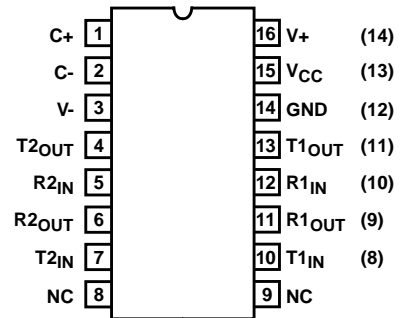 C+ 1 16 V+ (14)
C- 2 15 VCC (13)
V- 3 14 GND (12)
T2OUT 4 13 T1OUT (11)
R2IN 5 12 R1IN (10)
R2OUT 6 11 R1OUT (9)
T2IN 7 10 T1IN (8)
NC 8 9 NC